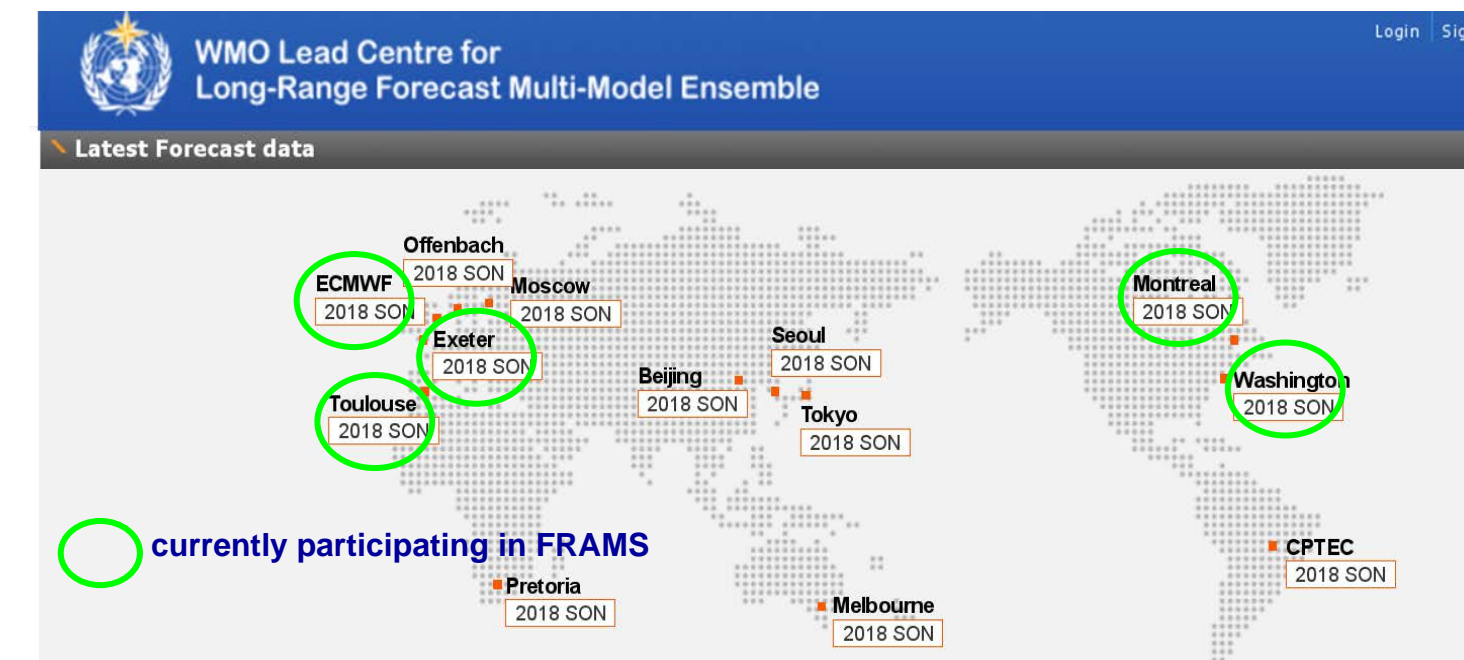 Login
Sig
WMO Lead Centre for
Long-Range Forecast Multi-Model Ensemble
Latest Forecast data
Offenbach
2018 SON
ECMWF
2018 SON
Moscow
2018 SON
Exeter
2018 SON
Toulouse
2018 SON
Beijing
2018 SON
Seoul
2018 SON
Tokyo
2018 SON
Montreal
2018 SON
Washington
2018 SON
currently participating in FRAMS
Pretoria
2018 SON
Melbourne
2018 SON
CPTEC
2018 SON